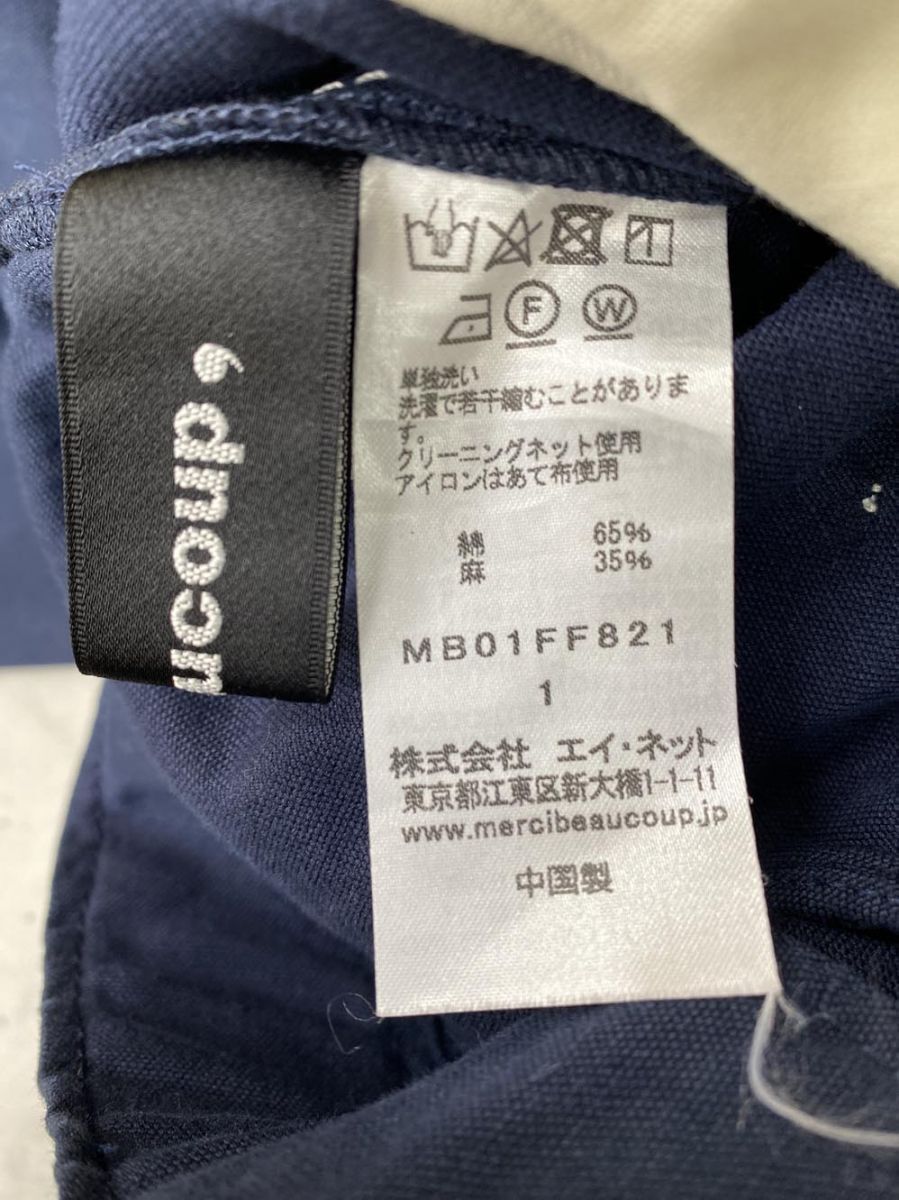 ucoup,
F W
単独洗い
洗濯で若干縮むことがありま
す。
クリーニングネット使用
アイロンはあて布使用
綿 65%
麻 35%
MB01FF821
1
株式会社 エイ・ネット
東京都江東区新大橋1-1-11
www.mercibeaucoup.jp
中国製